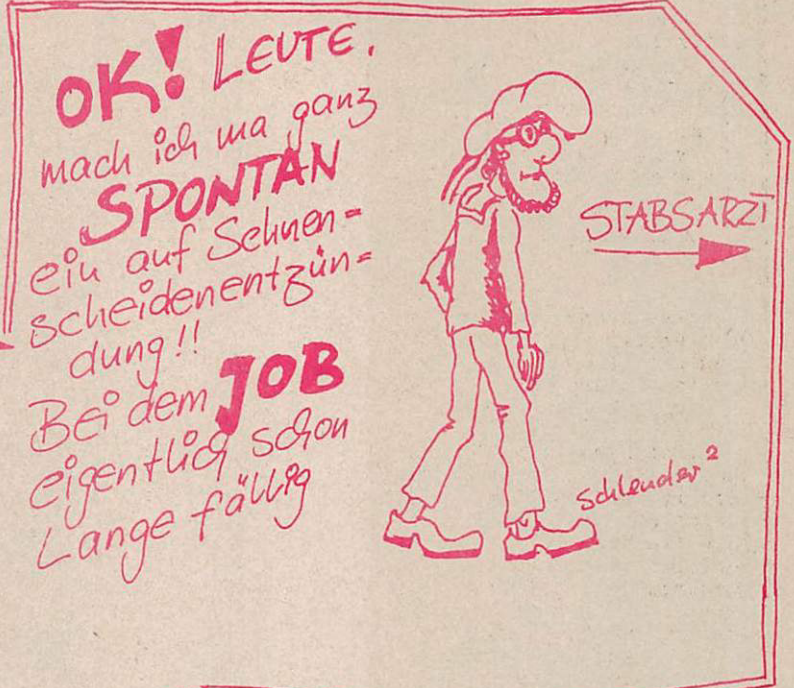 OK! LEUTE.
mach ich ma ganz
SPONTAN
ein auf Sehnen=
scheidenentzün=
dung!!
Bei dem JOB
eigentlich schon
Lange fällig
STABSARZT
schlender²